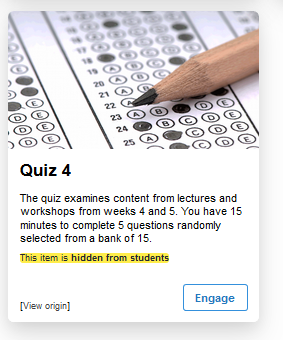 Quiz 4
The quiz examines content from lectures and
workshops from weeks 4 and 5. You have 15
minutes to complete 5 questions randomly
selected from a bank of 15.
This item is hidden from students
[View origin]
Engage